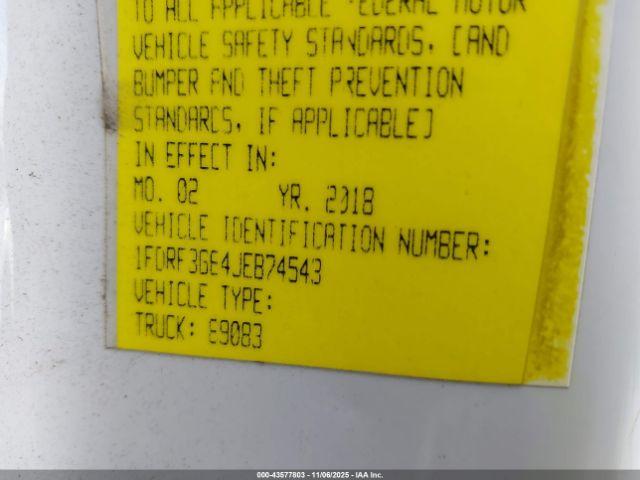 TO ALL APPLICABLE FEDERAL MOTOR
VEHICLE SAFETY STANDARDS, [AND
BUMPER AND THEFT PREVENTION
STANDARDS, IF APPLICABLE]
IN EFFECT IN:
MO. 02 YR. 2018
VEHICLE IDENTIFICATION NUMBER:
1FDRF3GE4JEB74543
VEHICLE TYPE:
TRUCK: E9083
000-43577803 - 11/06/2025 - IAA Inc.